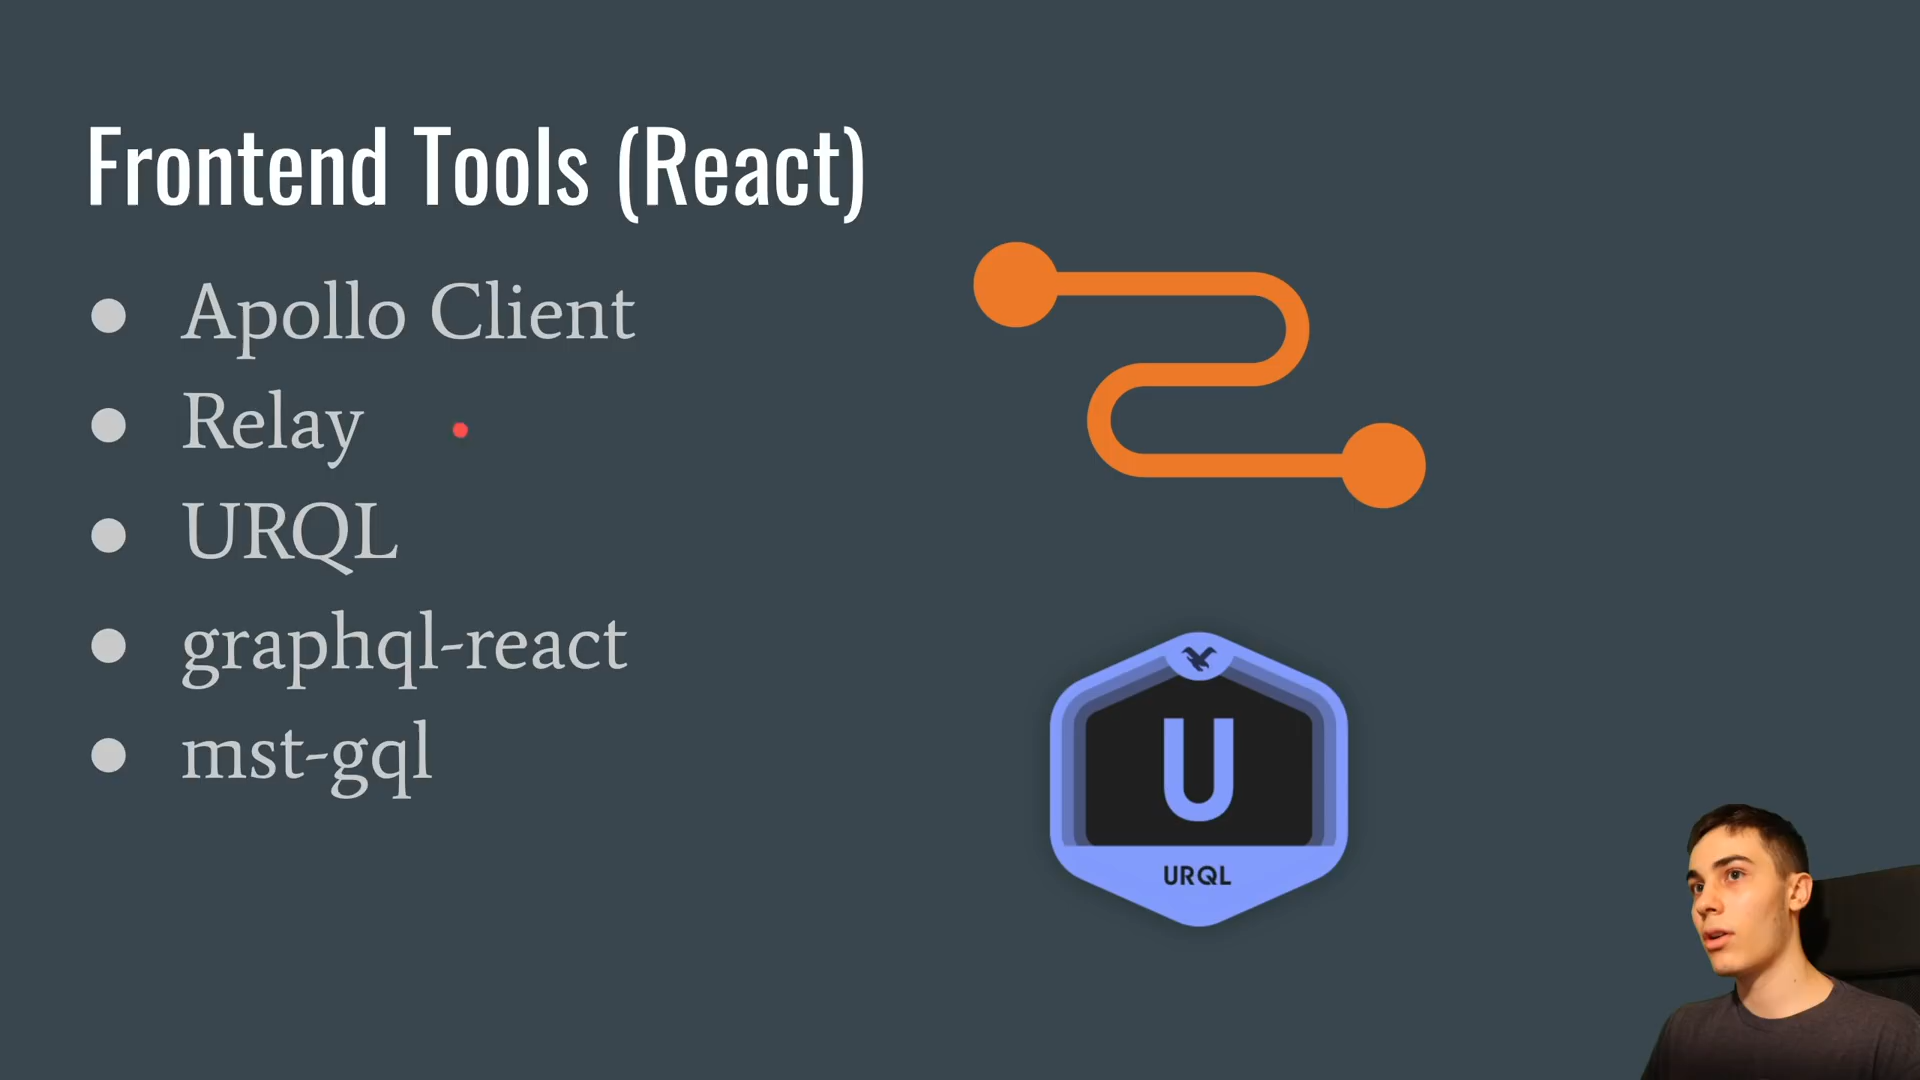 Frontend Tools (React)
Apollo Client
Relay
URQL
graphql-react
mst-gql
U
URQL